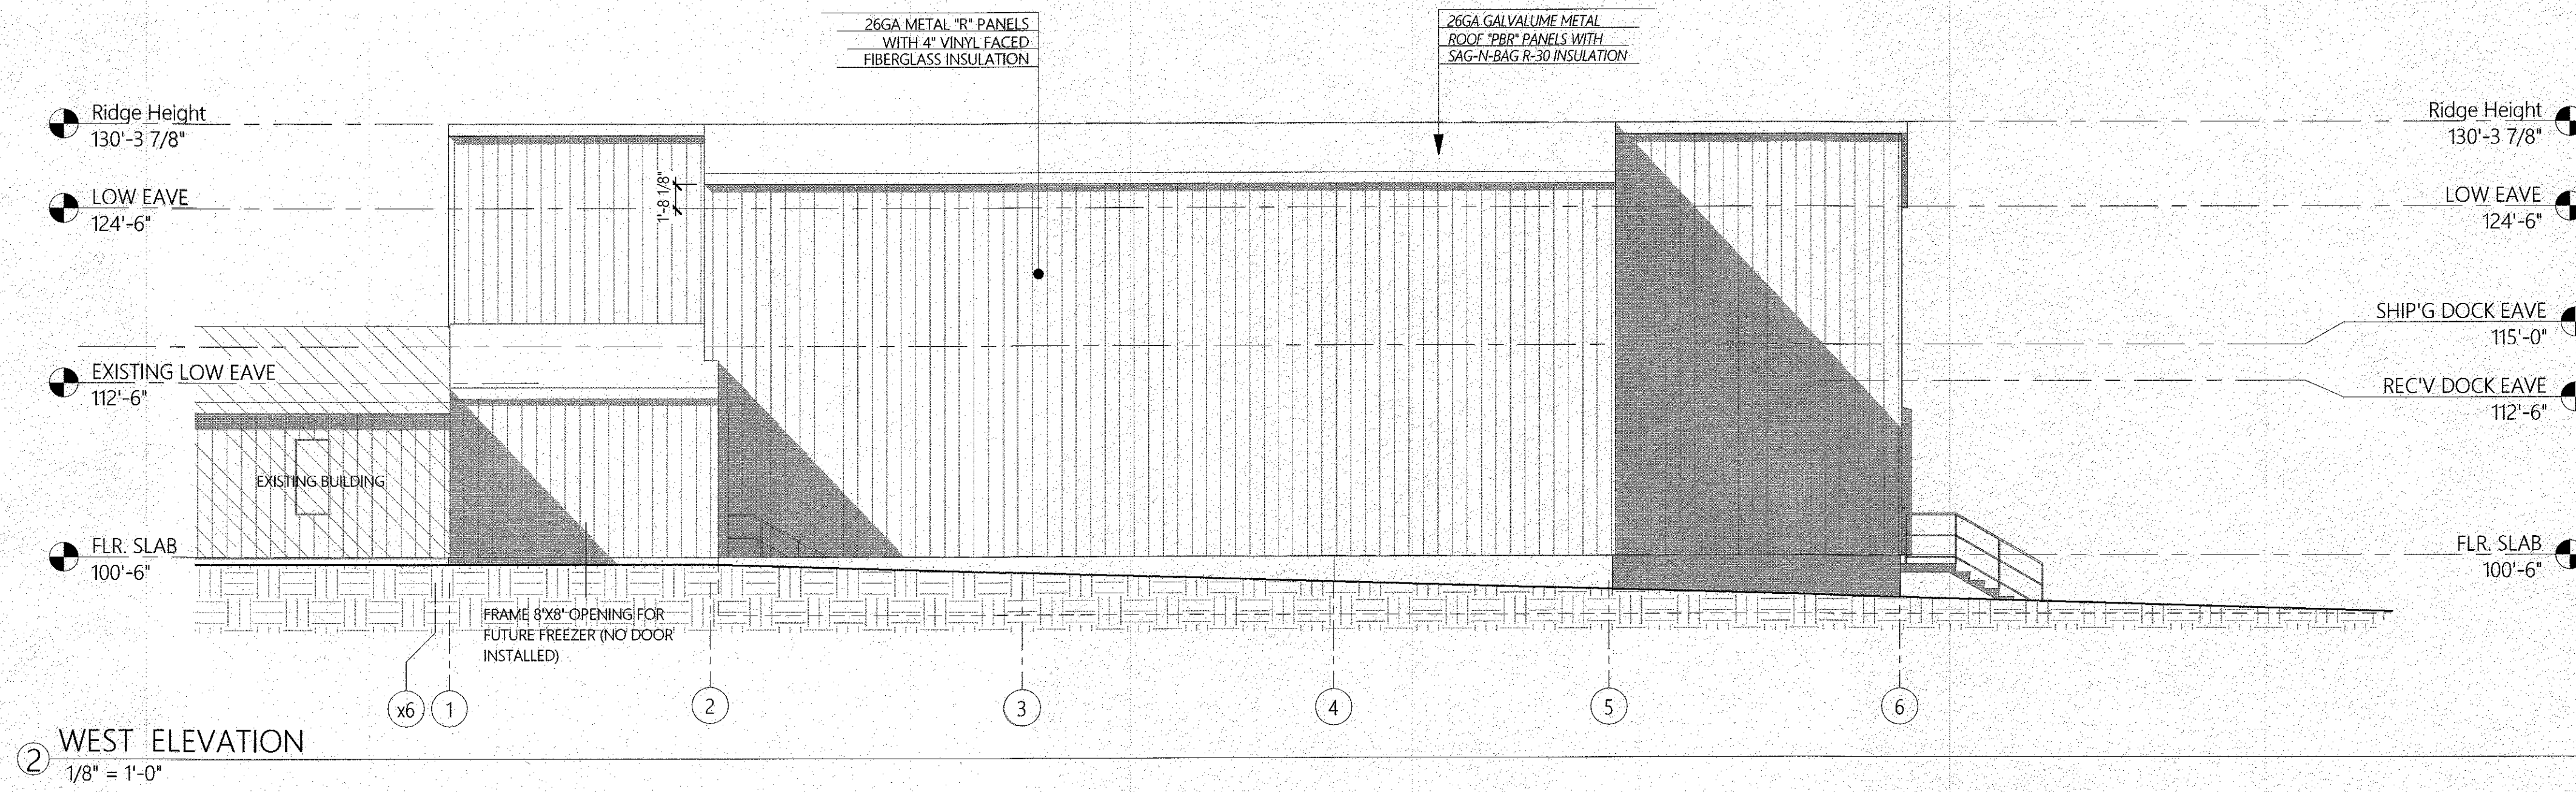 26GA METAL "R" PANELS
WITH 4" VINYL FACED
FIBERGLASS INSULATION
26GA GALVALUME METAL
ROOF "PBR" PANELS WITH
SAG-N-BAG R-30 INSULATION
Ridge Height
130'-3 7/8"
LOW EAVE
124'-6"
EXISTING LOW EAVE
112'-6"
FLR. SLAB
100'-6"
1'-8 1/8"
EXISTING BUILDING
FRAME 8'X8' OPENING FOR
FUTURE FREEZER (NO DOOR
INSTALLED)
Ridge Height
130'-3 7/8"
LOW EAVE
124'-6"
SHIP'G DOCK EAVE
115'-0"
REC'V DOCK EAVE
112'-6"
FLR. SLAB
100'-6"
x6 1 2 3 4 5 6
2 WEST ELEVATION
1/8" = 1'-0"